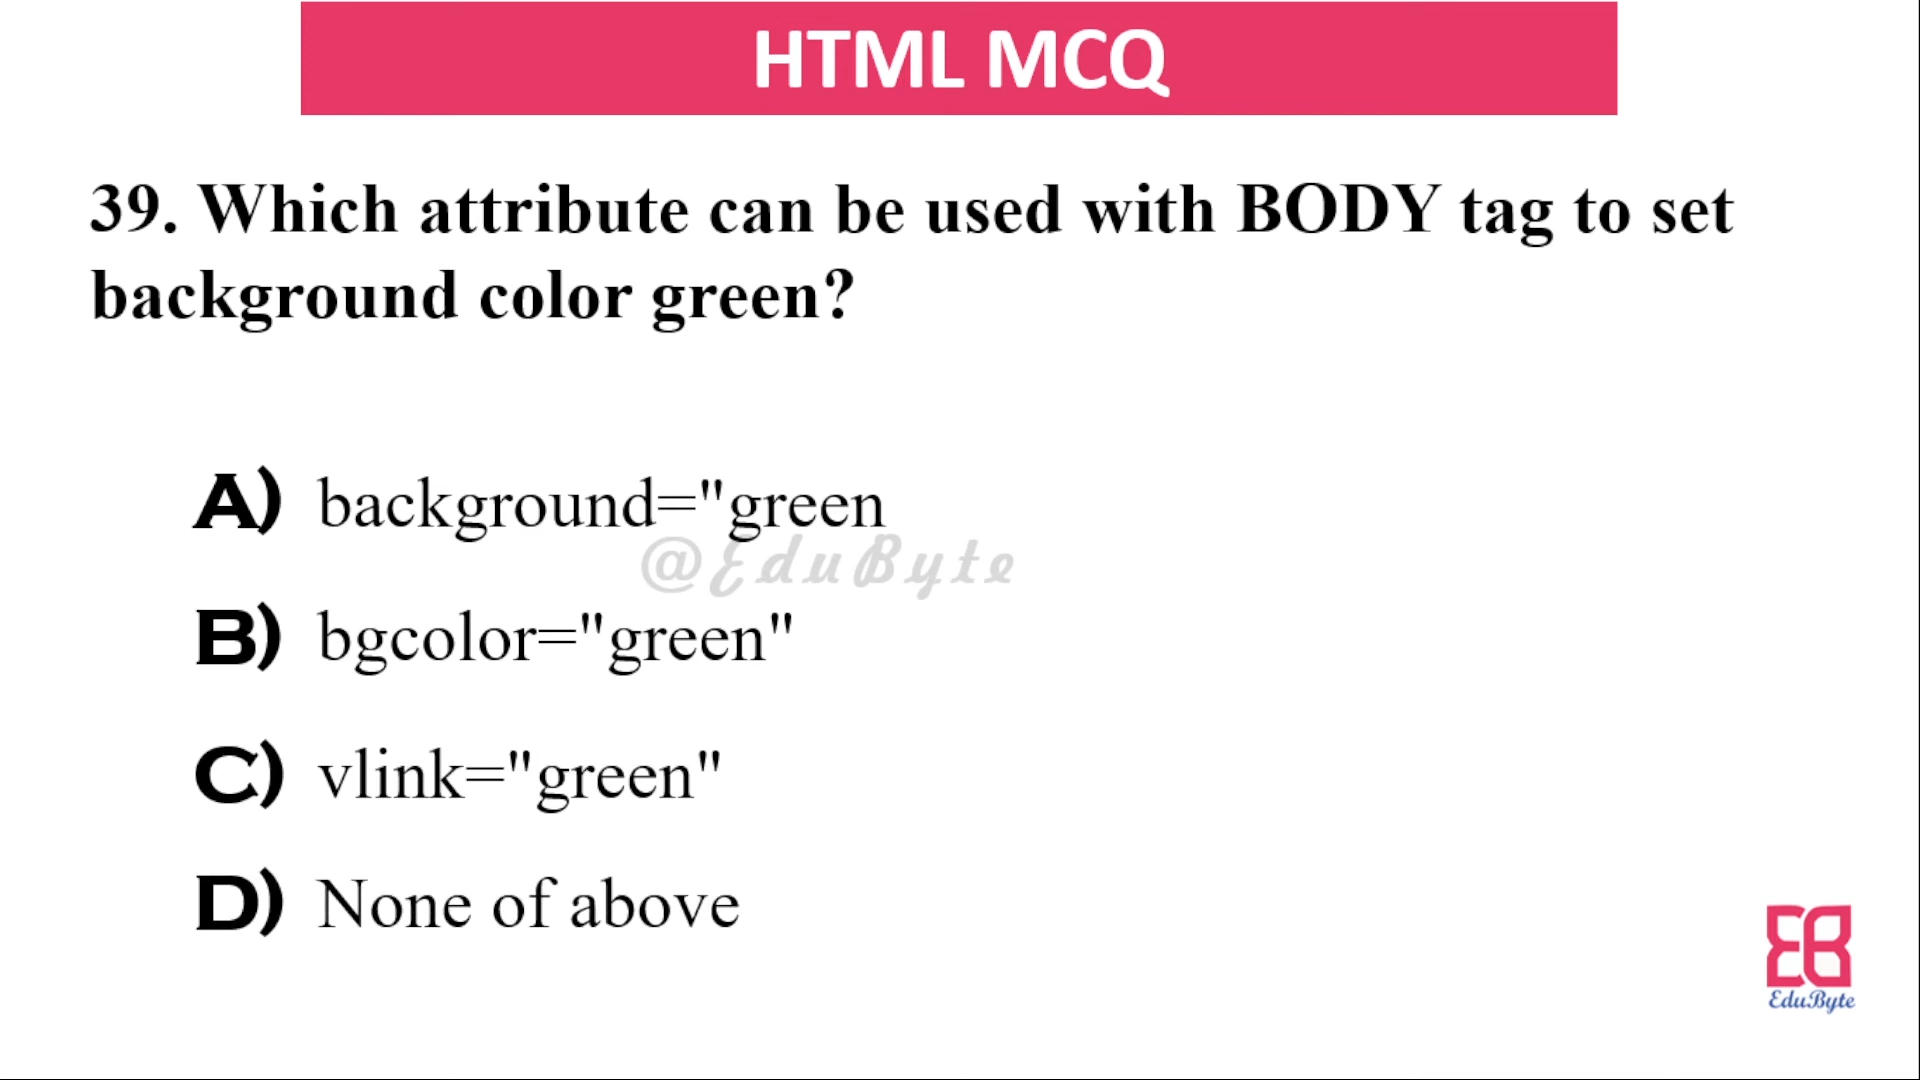 HTML MCQ
39. Which attribute can be used with BODY tag to set
background color green?
A) background="green
@EduByte
B) bgcolor="green"
C) vlink="green"
D) None of above
EB
EduByte